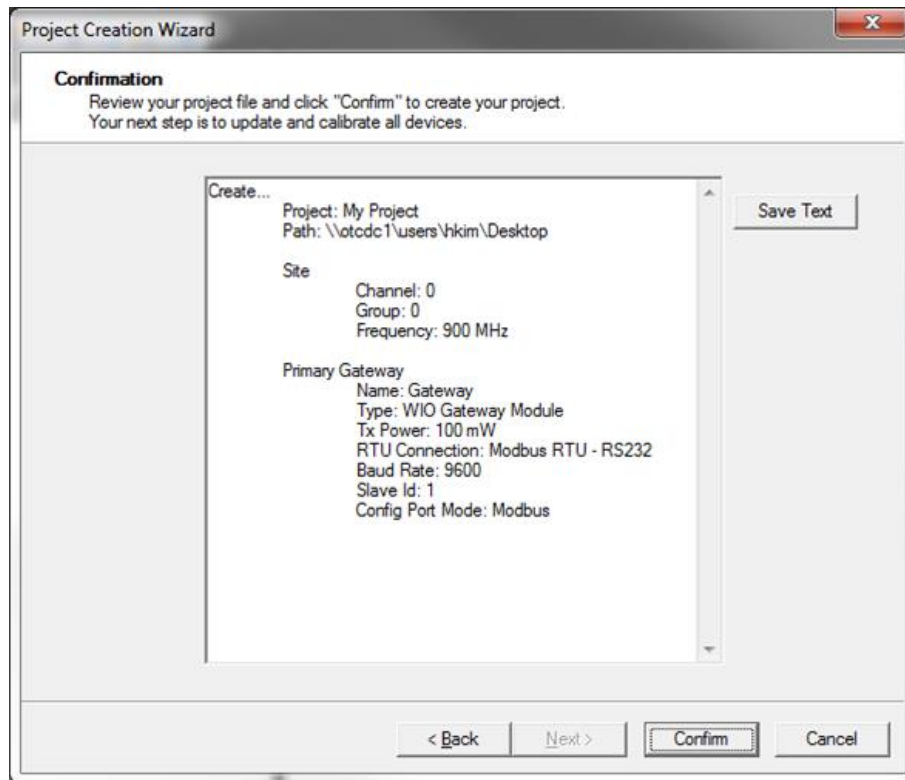 Project Creation Wizard
Confirmation
Review your project file and click "Confirm" to create your project.
Your next step is to update and calibrate all devices.
Create...
Project: My Project
Path: \\otcdc1\users\hkim\Desktop
Site
Channel: 0
Group: 0
Frequency: 900 MHz
Primary Gateway
Name: Gateway
Type: WIO Gateway Module
Tx Power: 100 mW
RTU Connection: Modbus RTU - RS232
Baud Rate: 9600
Slave Id: 1
Config Port Mode: Modbus
Save Text
< Back
Next >
Confirm
Cancel